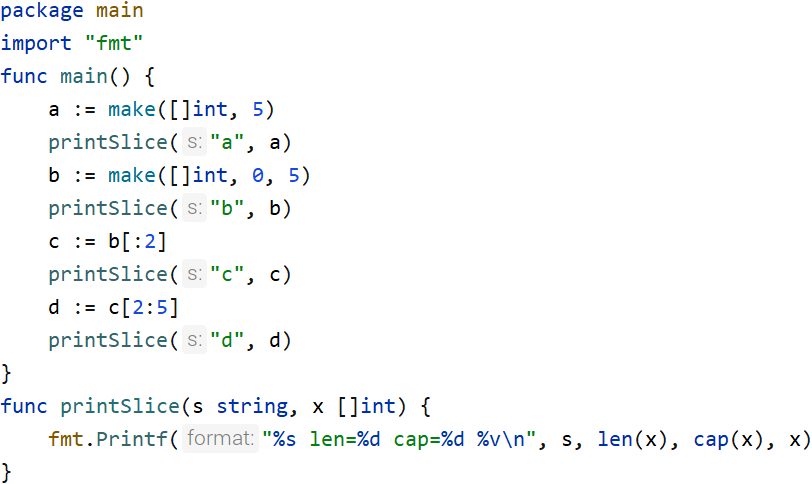 package main
import "fmt"
func main() {
    a := make([]int, 5)
    printSlice( s: "a", a)
    b := make([]int, 0, 5)
    printSlice( s: "b", b)
    c := b[:2]
    printSlice( s: "c", c)
    d := c[2:5]
    printSlice( s: "d", d)
}
func printSlice(s string, x []int) {
    fmt.Printf( format: "%s len=%d cap=%d %v\n", s, len(x), cap(x), x)
}